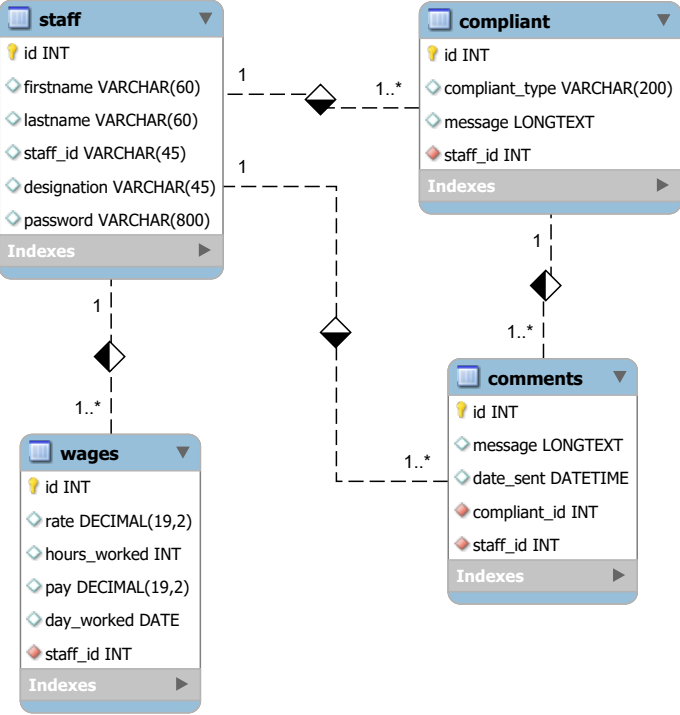 staff
id INT
firstname VARCHAR(60)
lastname VARCHAR(60)
staff_id VARCHAR(45)
designation VARCHAR(45)
password VARCHAR(800)
Indexes
1
1..*
1
1..*
1
1..*
compliant
id INT
compliant_type VARCHAR(200)
message LONGTEXT
staff_id INT
Indexes
1
1..*
wages
id INT
rate DECIMAL(19,2)
hours_worked INT
pay DECIMAL(19,2)
day_worked DATE
staff_id INT
Indexes
comments
id INT
message LONGTEXT
date_sent DATETIME
compliant_id INT
staff_id INT
Indexes